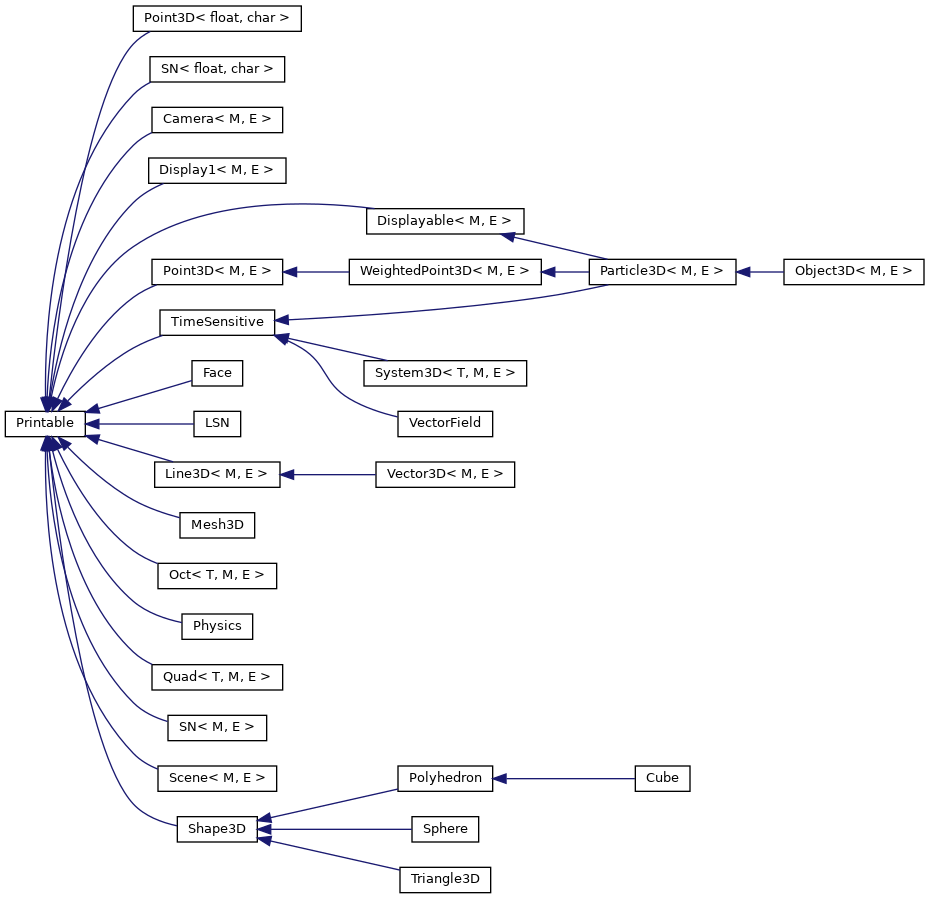 Point3D< float, char >
SN< float, char >
Camera< M, E >
Display1< M, E >
Displayable< M, E >
Point3D< M, E >
WeightedPoint3D< M, E >
Particle3D< M, E >
Object3D< M, E >
TimeSensitive
System3D< T, M, E >
Face
VectorField
Printable
LSN
Line3D< M, E >
Vector3D< M, E >
Mesh3D
Oct< T, M, E >
Physics
Quad< T, M, E >
SN< M, E >
Scene< M, E >
Polyhedron
Cube
Shape3D
Sphere
Triangle3D